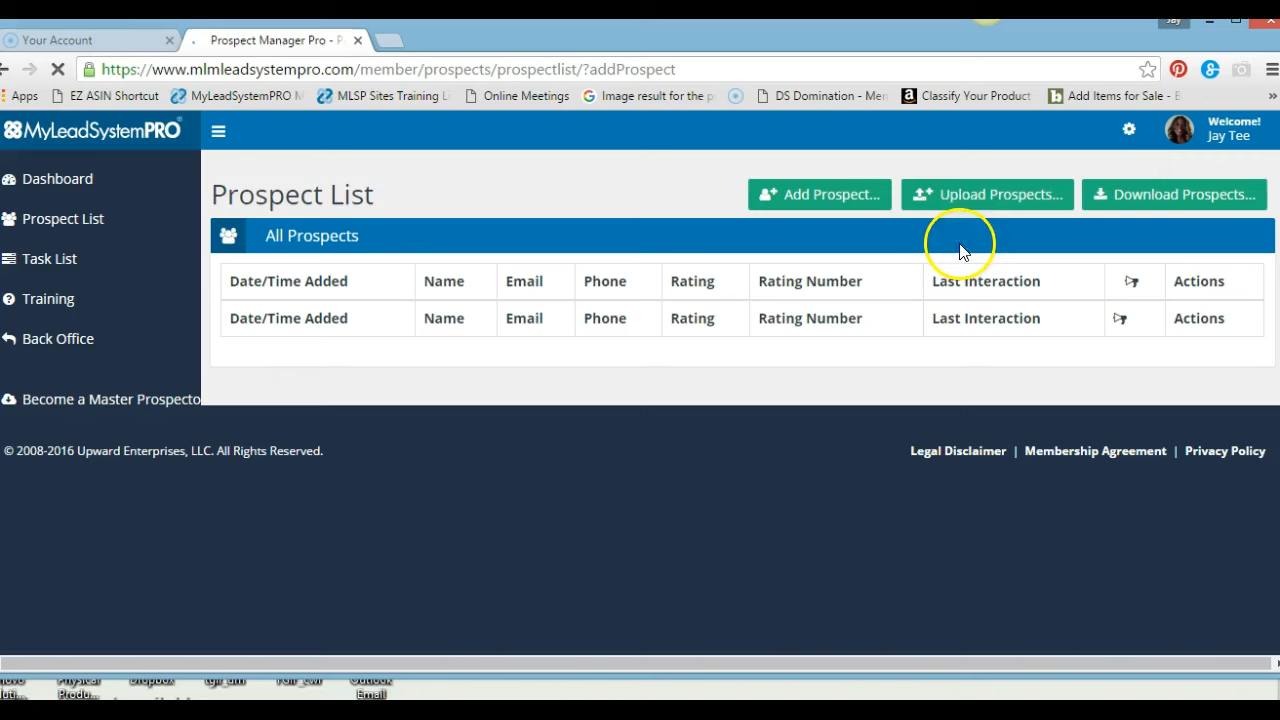 Jay
Your Account
Prospect Manager Pro - P
https://www.mlmleadsystempro.com/member/prospects/prospectlist/?addProspect
Apps
EZ ASIN Shortcut
MyLeadSystemPRO M
MLSP Sites Training Li
Online Meetings
Image result for the p
DS Domination - Mem
Classify Your Product
Add Items for Sale - B
»
MyLeadSystemPRO®
Welcome!
Jay Tee
Dashboard
Prospect List
Task List
Training
Back Office
Become a Master Prospecto
Prospect List
Add Prospect...
Upload Prospects...
Download Prospects...
All Prospects
Date/Time Added Name Email Phone Rating Rating Number Last Interaction Actions
Date/Time Added Name Email Phone Rating Rating Number Last Interaction Actions
© 2008-2016 Upward Enterprises, LLC. All Rights Reserved.
Legal Disclaimer | Membership Agreement | Privacy Policy
Physical Dropbox Outlook
Produ... Email